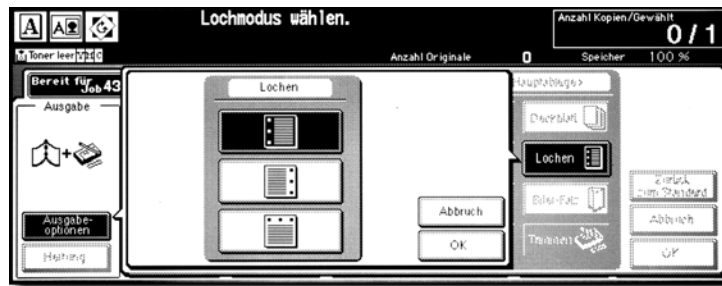 Lochmodus wählen.
Anzahl Kopien/Gewählt
0 / 1
A A
Toner leer Y M C
Anzahl Originale 0 Speicher 100 %
Bereit für Job 43
Lochen
Hauptablage>
Ausgabe
Deckblatt
Lochen
Zurück
zum Standard
Abbruch
Abbruch
Ausgabe-
optionen
OK
Trennen
Heftung
OK